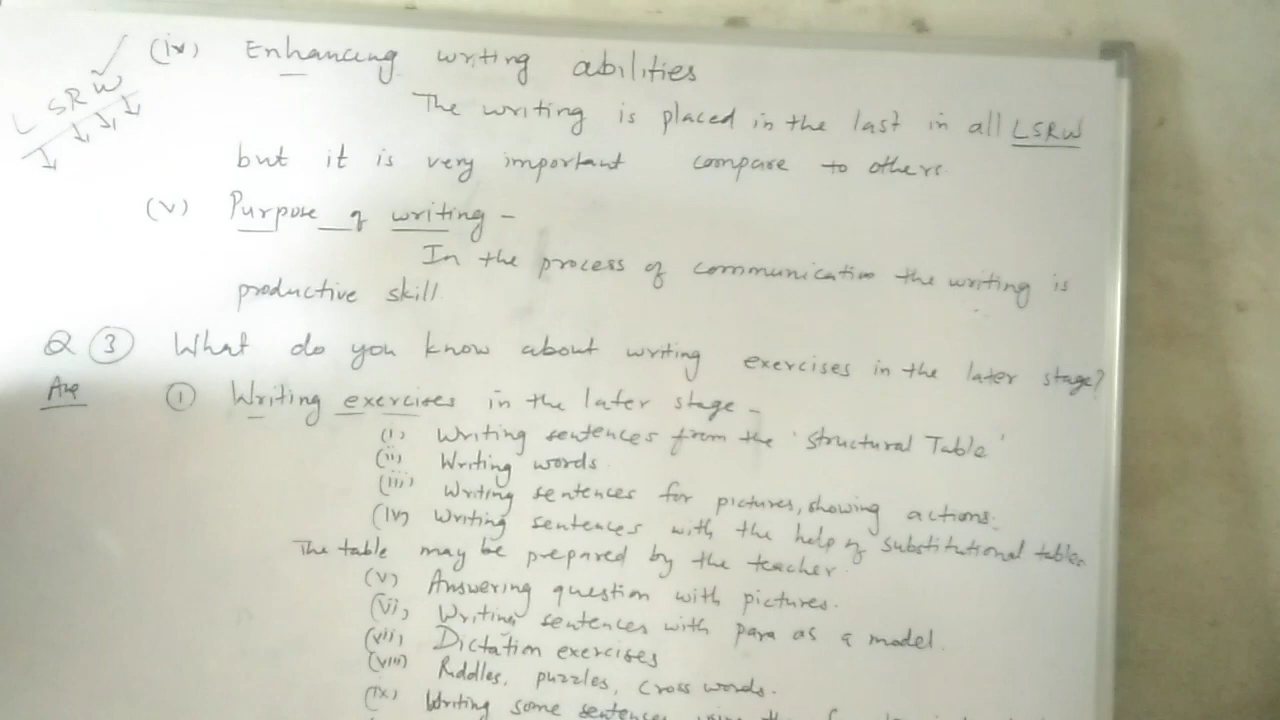 L SRW
(iv) Enhancing writing abilities
The writing is placed in the last in all LSRW
but it is very important compare to others
(v) Purpose of writing -
In the process of communication the writing is
productive skill
Q ③ What do you know about writing exercises in the later stage?
Ans ① Writing exercises in the later stage -
(i) Writing sentences from the 'Structural Table'
(ii) Writing words
(iii) Writing sentences for pictures, showing actions.
(iv) Writing sentences with the help of substitutional tables
The table may be prepared by the teacher.
(v) Answering question with pictures.
(vi) Writing sentences with para as a model.
(vii) Dictation exercises
(viii) Riddles, puzzles, cross words.
(ix) Writing some sentences using the